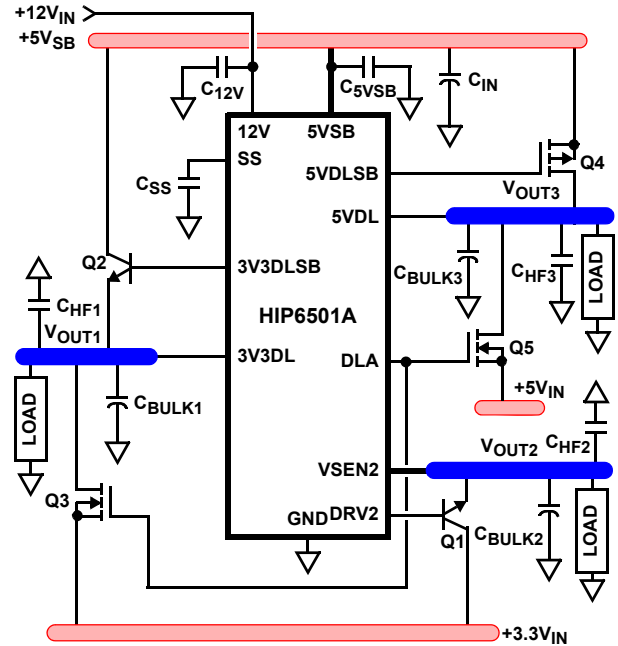 +12VIN
+5VSB
C12V
C5VSB
CIN
12V
5VSB
SS
CSS
5VDLSB
Q4
VOUT3
5VDL
Q2
3V3DLSB
CBULK3
CHF3
LOAD
CHF1
HIP6501A
VOUT1
3V3DL
DLA
Q5
+5VIN
CBULK1
LOAD
VOUT2
CHF2
VSEN2
Q3
GND
DRV2
Q1
CBULK2
LOAD
+3.3VIN